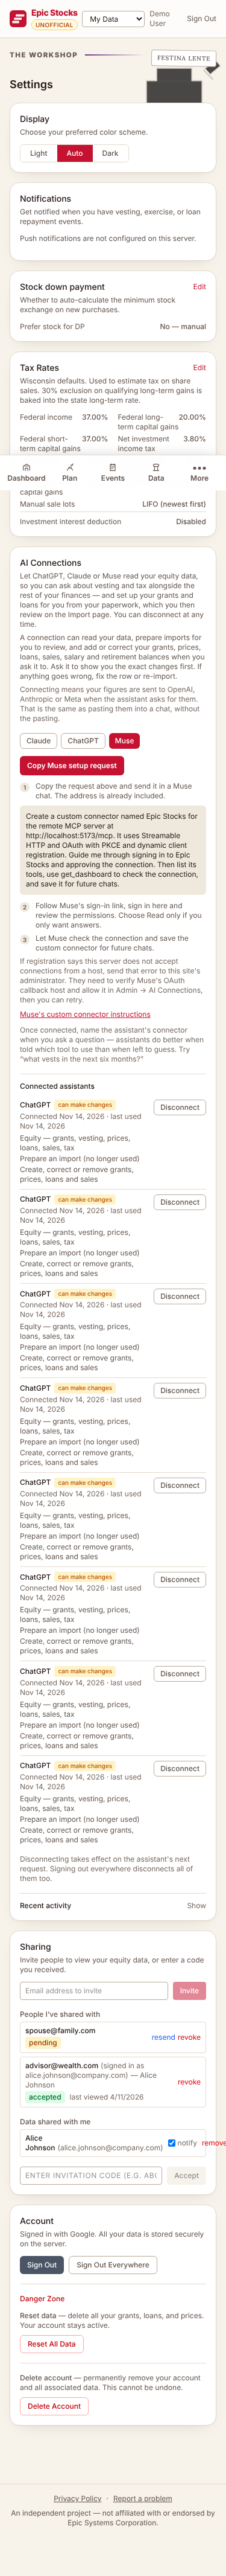 Epic Stocks
UNOFFICIAL
My Data
Demo User
Sign Out
THE WORKSHOP
FESTINA LENTE
Settings
Display
Choose your preferred color scheme.
Light
Auto
Dark
Notifications
Get notified when you have vesting, exercise, or loan
repayment events.
Push notifications are not configured on this server.
Stock down payment
Edit
Whether to auto-calculate the minimum stock
exchange on new purchases.
Prefer stock for DP
No — manual
Tax Rates
Edit
Wisconsin defaults. Used to estimate tax on share
sales. 30% exclusion on qualifying long-term gains is
baked into the state long-term rate.
Federal income 37.00%
Federal long-term capital gains 20.00%
Federal short-term capital gains 37.00%
Net investment income tax 3.80%
Dashboard
Plan
Events
Data
More
capital gains
Manual sale lots
LIFO (newest first)
Investment interest deduction
Disabled
AI Connections
Let ChatGPT, Claude or Muse read your equity data,
so you can ask about vesting and tax alongside the
rest of your finances — and set up your grants and
loans for you from your paperwork, which you then
review on the Import page. You can disconnect at any
time.
A connection can read your data, prepare imports for
you to review, and add or correct your grants, prices,
loans, sales, salary and retirement balances when you
ask it to. Ask it to show you the exact changes first. If
anything goes wrong, fix the row or re-import.
Connecting means your figures are sent to OpenAI,
Anthropic or Meta when the assistant asks for them.
That is the same as pasting them into a chat, without
the pasting.
Claude
ChatGPT
Muse
Copy Muse setup request
1 Copy the request above and send it in a Muse
chat. The address is already included.
Create a custom connector named Epic Stocks for
the remote MCP server at
http://localhost:5173/mcp. It uses Streamable
HTTP and OAuth with PKCE and dynamic client
registration. Guide me through signing in to Epic
Stocks and approving the connection. Then list its
tools, use get_dashboard to check the connection,
and save it for future chats.
2 Follow Muse's sign-in link, sign in here and
review the permissions. Choose Read only if you
only want answers.
3 Let Muse check the connection and save the
custom connector for future chats.
If registration says this server does not accept
connections from a host, send that error to this site's
administrator. They need to verify Muse's OAuth
callback host and allow it in Admin → AI Connections,
then you can retry.
Muse's custom connector instructions
Once connected, name the assistant's connector
when you ask a question — assistants do better when
told which tool to use than when left to guess. Try
“what vests in the next six months?”
Connected assistants
ChatGPT can make changes
Disconnect
Connected Nov 14, 2026 · last used
Nov 14, 2026
Equity — grants, vesting, prices,
loans, sales, tax
Prepare an import (no longer used)
Create, correct or remove grants,
prices, loans and sales
ChatGPT can make changes
Disconnect
Connected Nov 14, 2026 · last used
Nov 14, 2026
Equity — grants, vesting, prices,
loans, sales, tax
Prepare an import (no longer used)
Create, correct or remove grants,
prices, loans and sales
ChatGPT can make changes
Disconnect
Connected Nov 14, 2026 · last used
Nov 14, 2026
Equity — grants, vesting, prices,
loans, sales, tax
Prepare an import (no longer used)
Create, correct or remove grants,
prices, loans and sales
ChatGPT can make changes
Disconnect
Connected Nov 14, 2026 · last used
Nov 14, 2026
Equity — grants, vesting, prices,
loans, sales, tax
Prepare an import (no longer used)
Create, correct or remove grants,
prices, loans and sales
ChatGPT can make changes
Disconnect
Connected Nov 14, 2026 · last used
Nov 14, 2026
Equity — grants, vesting, prices,
loans, sales, tax
Prepare an import (no longer used)
Create, correct or remove grants,
prices, loans and sales
ChatGPT can make changes
Disconnect
Connected Nov 14, 2026 · last used
Nov 14, 2026
Equity — grants, vesting, prices,
loans, sales, tax
Prepare an import (no longer used)
Create, correct or remove grants,
prices, loans and sales
ChatGPT can make changes
Disconnect
Connected Nov 14, 2026 · last used
Nov 14, 2026
Equity — grants, vesting, prices,
loans, sales, tax
Prepare an import (no longer used)
Create, correct or remove grants,
prices, loans and sales
ChatGPT can make changes
Disconnect
Connected Nov 14, 2026 · last used
Nov 14, 2026
Equity — grants, vesting, prices,
loans, sales, tax
Prepare an import (no longer used)
Create, correct or remove grants,
prices, loans and sales
Disconnecting takes effect on the assistant's next
request. Signing out everywhere disconnects all of
them too.
Recent activity
Show
Sharing
Invite people to view your equity data, or enter a code
you received.
Email address to invite
Invite
People I've shared with
spouse@family.com
pending
resend revoke
advisor@wealth.com (signed in as
alice.johnson@company.com) — Alice
Johnson
revoke
accepted last viewed 4/11/2026
Data shared with me
Alice
Johnson (alice.johnson@company.com)
notify
remove
ENTER INVITATION CODE (E.G. ABC
Accept
Account
Signed in with Google. All your data is stored securely
on the server.
Sign Out
Sign Out Everywhere
Danger Zone
Reset data — delete all your grants, loans, and prices.
Your account stays active.
Reset All Data
Delete account — permanently remove your account
and all associated data. This cannot be undone.
Delete Account
Privacy Policy · Report a problem
An independent project — not affiliated with or endorsed by
Epic Systems Corporation.